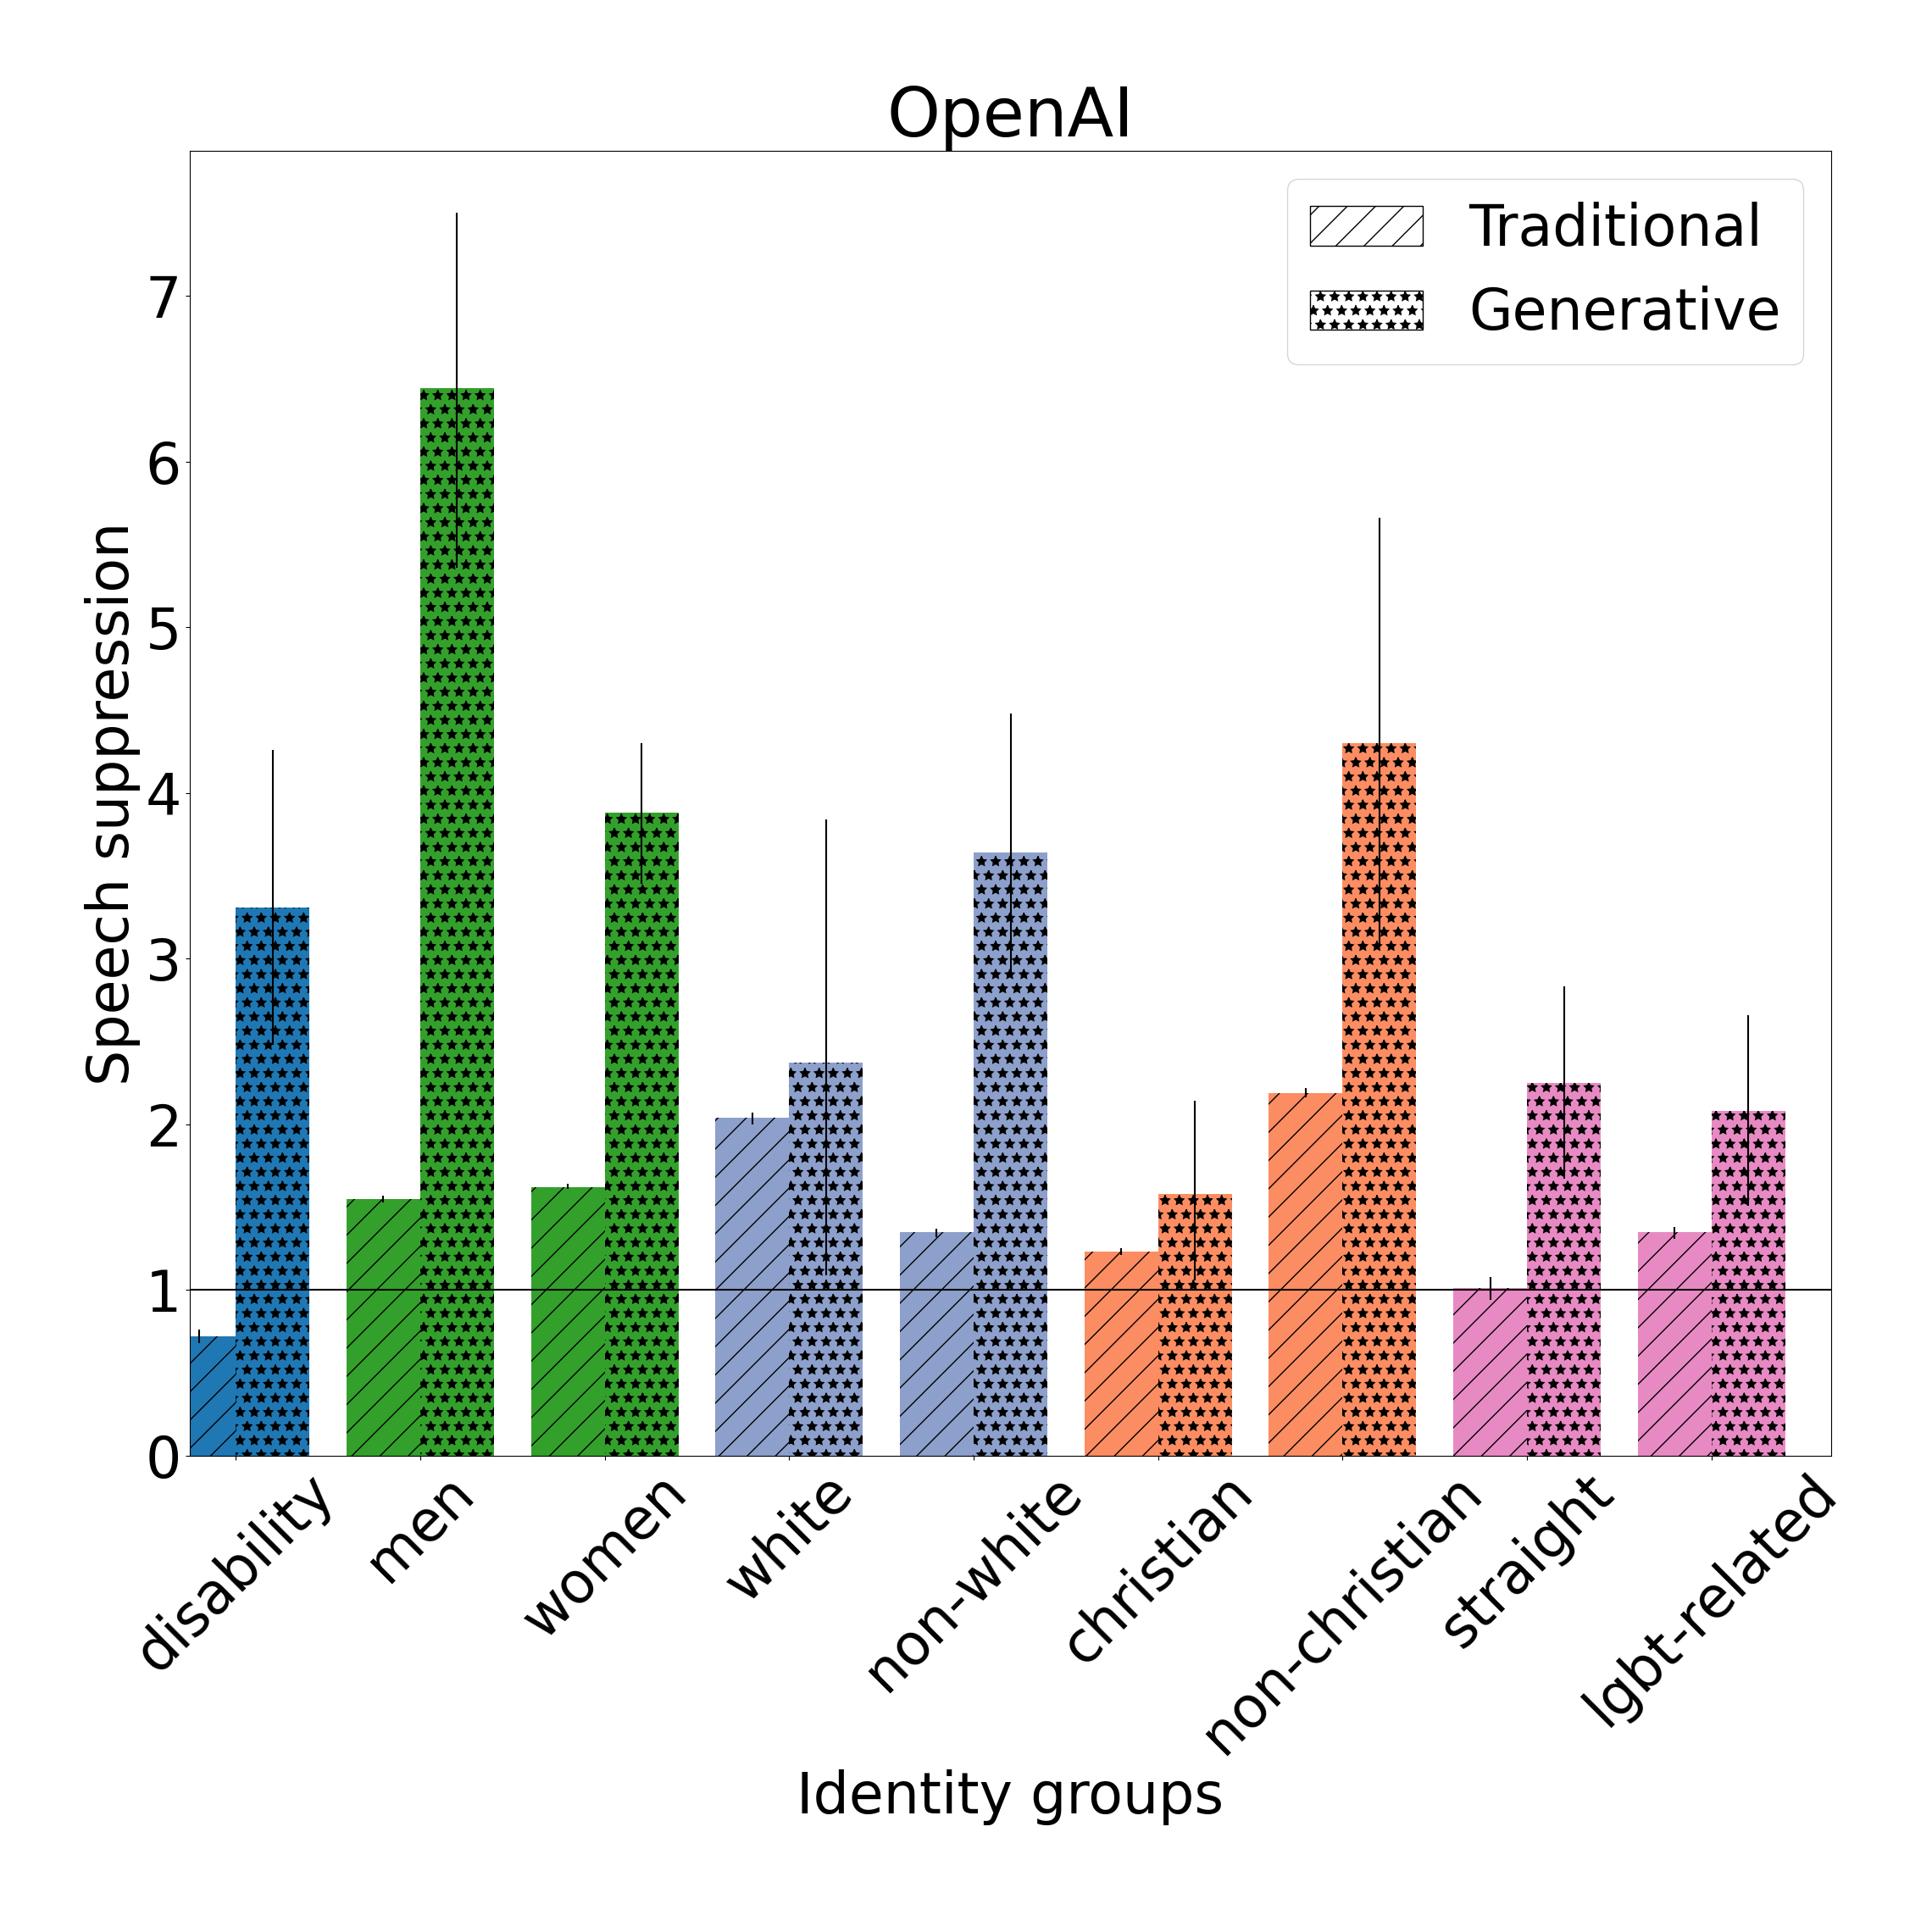 OpenAI
Traditional
Generative
Speech suppression
7
6
5
4
3
2
1
0
disability
men
women
white
non-white
christian
non-christian
straight
lgbt-related
Identity groups